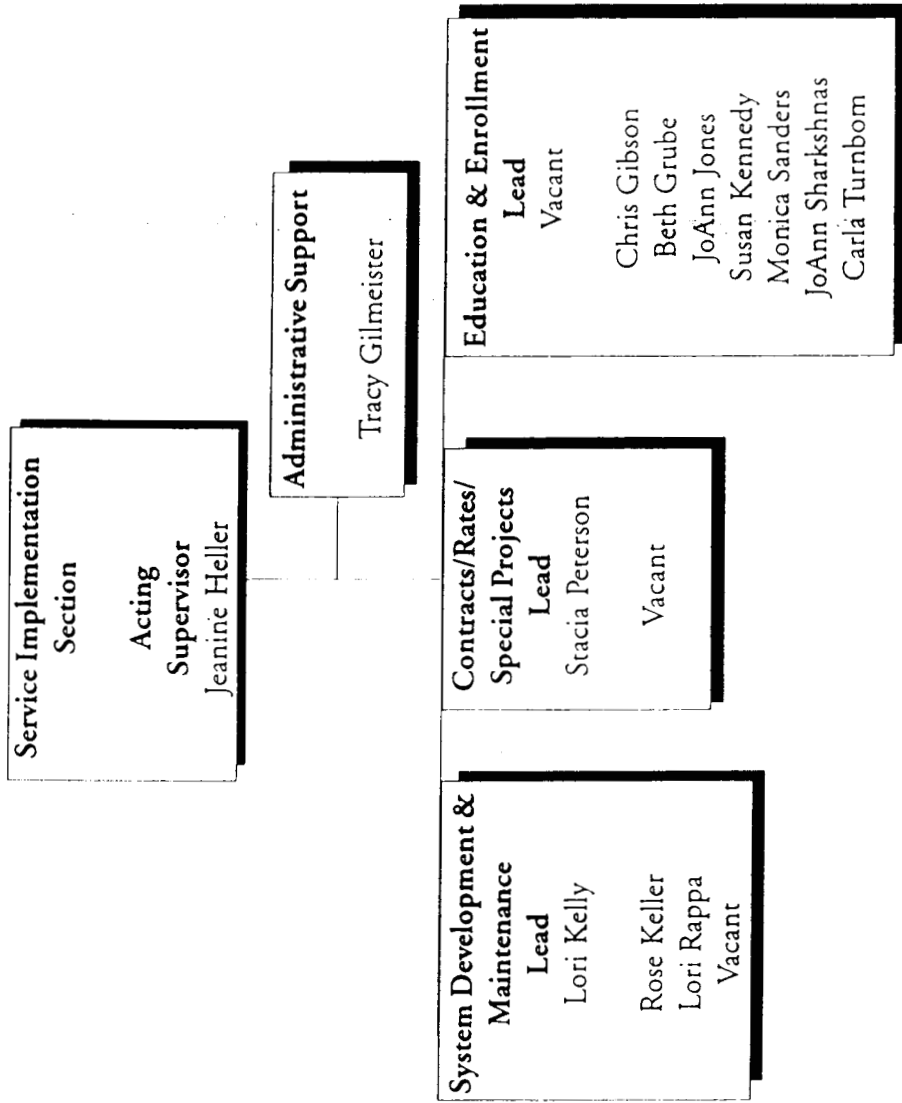 Service Implementation
Section
Acting
Supervisor
Jeanine Heller
Administrative Support
Tracy Gilmeister
System Development &
Maintenance
Lead
Lori Kelly
Rose Keller
Lori Rappa
Vacant
Contracts/Rates/
Special Projects
Lead
Stacia Peterson
Vacant
Education & Enrollment
Lead
Vacant
Chris Gibson
Beth Grube
JoAnn Jones
Susan Kennedy
Monica Sanders
JoAnn Sharkshnas
Carla Turnbom